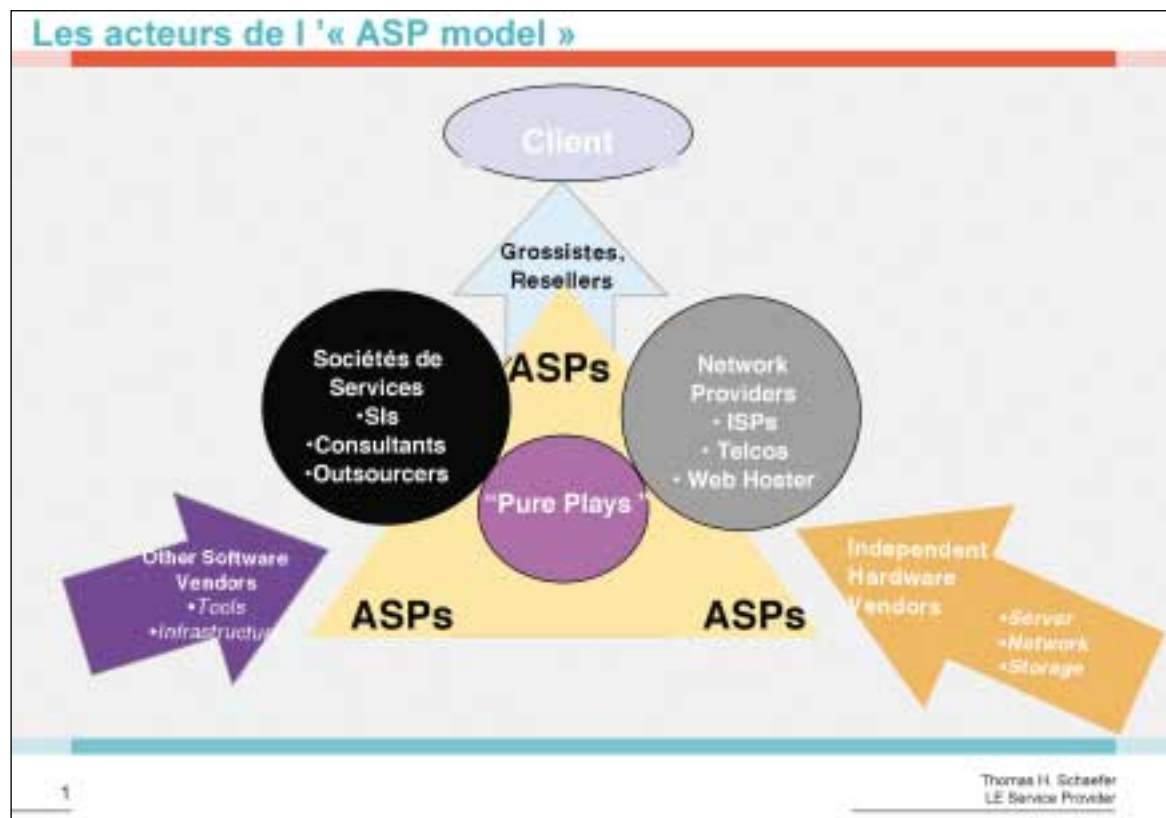 Les acteurs de l '« ASP model »
Client
Grossistes,
Resellers
Sociétés de
Services
•SIs
•Consultants
•Outsourcers
ASPs
Network
Providers
• ISPs
• Telcos
• Web Hoster
"Pure Plays "
Other Software
Vendors
•Tools
•Infrastructur
Independent
Hardware
Vendors
•Server
•Network
•Storage
ASPs
ASPs
1
Thomas H. Schaefer
LE Service Provider